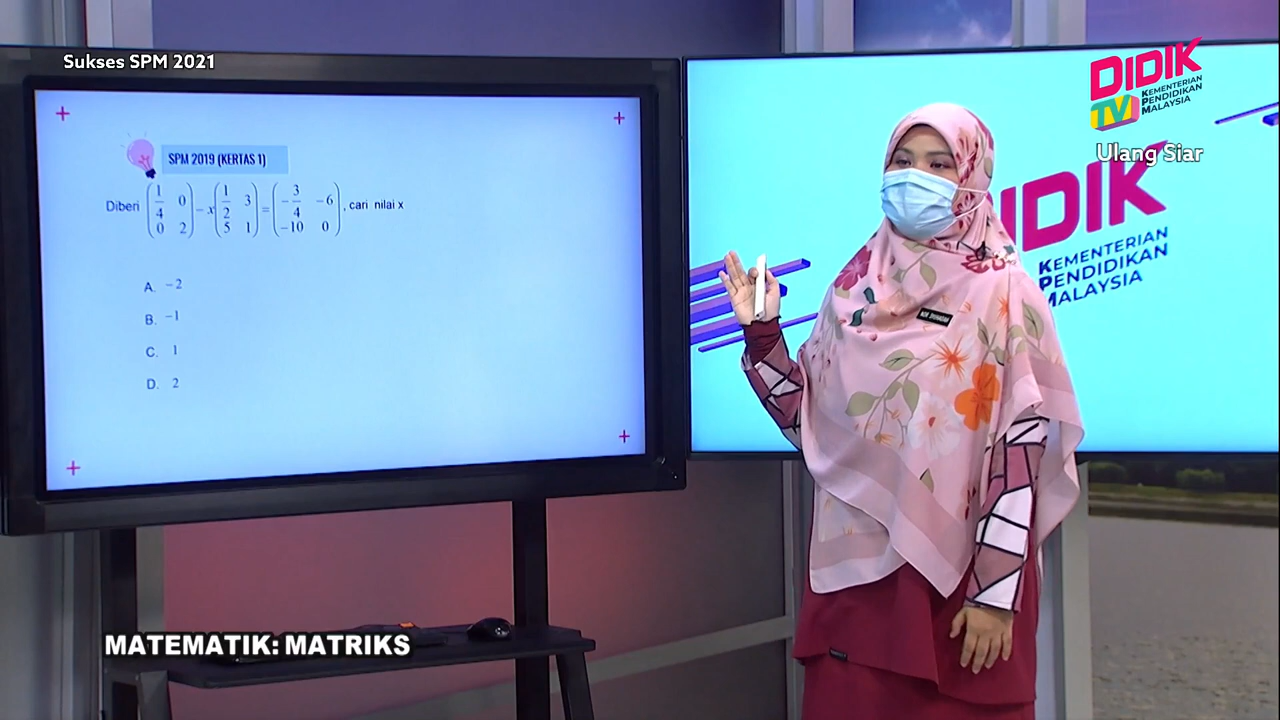 Sukses SPM 2021
DIDIK
TV
KEMENTERIAN
PENDIDIKAN
MALAYSIA
Ulang Siar
SPM 2019 (KERTAS 1)
Diberi (1/4 0 0 2) - x(1/2 3 5 1) = (-3/4 -6 -10 0), cari nilai x
A. -2
B. -1
C. 1
D. 2
DIDIK
KEMENTERIAN
PENDIDIKAN
MALAYSIA
MATEMATIK: MATRIKS